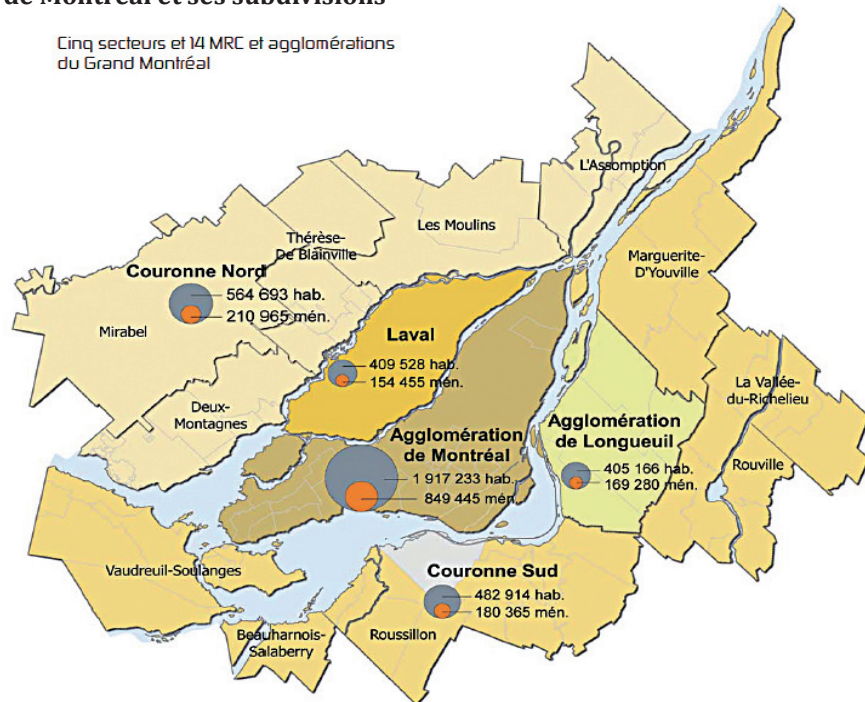 de Montréal et ses subdivisions
Cinq secteurs et 14 MRC et agglomérations
du Grand Montréal
L'Assomption
Les Moulins
Thérèse-
De Blainville
Marguerite-
D'Youville
Couronne Nord
564 693 hab.
210 965 mén.
Mirabel
Laval
409 528 hab.
154 455 mén.
La Vallée-
du-Richelieu
Deux-
Montagnes
Agglomération
de Montréal
1 917 233 hab.
849 445 mén.
Agglomération
de Longueuil
405 166 hab.
169 280 mén.
Rouville
Vaudreuil-Soulanges
Couronne Sud
482 914 hab.
180 365 mén.
Beauharnois-
Salaberry
Roussillon